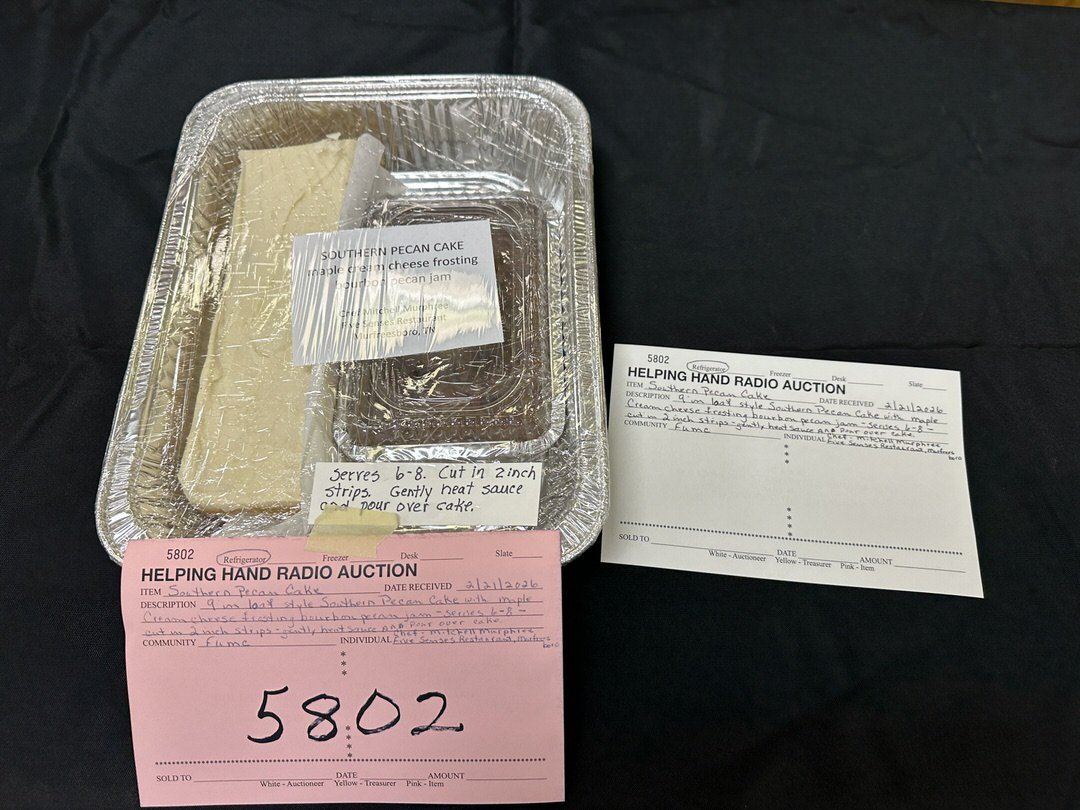 SOUTHERN PECAN CAKE
maple cream cheese frosting
bourbon pecan jam
Chef Mitchell Murphree
Five Senses Restaurant
Murfreesboro, TN
Serves 6-8. Cut in 2inch
strips. Gently heat sauce
and pour over cake.
5802 Refrigerator Freezer Desk Slate
HELPING HAND RADIO AUCTION
ITEM Southern Pecan Cake DATE RECEIVED 2/21/2026
DESCRIPTION 9 in loaf style Southern Pecan Cake with maple
Cream cheese frosting bourbon pecan jam - serves 6-8 -
cut in 2 inch strips - gently heat sauce and Pour over cake.
COMMUNITY Fumc INDIVIDUAL Chef. Mitchell Murphree
Five Senses Restaurant, Murfrees
boro
5802
SOLD TO DATE AMOUNT
White - Auctioneer Yellow - Treasurer Pink - Item
5802 Refrigerator Freezer Desk Slate
HELPING HAND RADIO AUCTION
ITEM Southern Pecan Cake DATE RECEIVED 2/21/2026
DESCRIPTION 9 in loaf style Southern Pecan Cake with maple
Cream cheese frosting bourbon pecan jam - serves 6-8 -
cut in 2 inch strips - gently heat sauce and Pour over cake.
COMMUNITY Fumc INDIVIDUAL Chef. Mitchell Murphree
Five Senses Restaurant, Murfrees
boro
SOLD TO DATE AMOUNT
White - Auctioneer Yellow - Treasurer Pink - Item